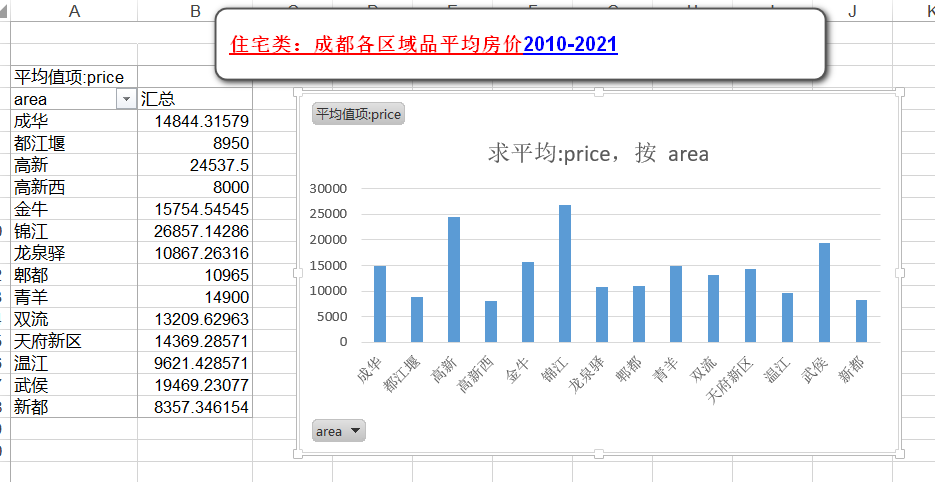 A B J
住宅类：成都各区域品平均房价2010-2021
平均值项:price
area 汇总
成华 14844.31579
都江堰 8950
高新 24537.5
高新西 8000
金牛 15754.54545
锦江 26857.14286
龙泉驿 10867.26316
郫都 10965
青羊 14900
双流 13209.62963
天府新区 14369.28571
温江 9621.428571
武侯 19469.23077
新都 8357.346154
平均值项:price
求平均:price，按 area
30000
25000
20000
15000
10000
5000
0
成华 都江堰 高新 高新西 金牛 锦江 龙泉驿 郫都 青羊 双流 天府新区 温江 武侯 新都
area